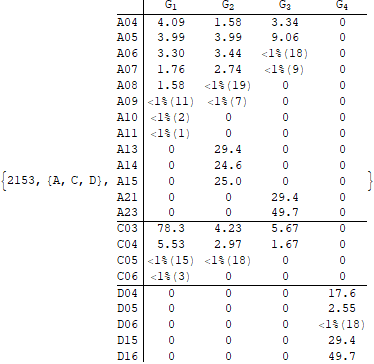 G1 G2 G3 G4
A04 4.09 1.58 3.34 0
A05 3.99 3.99 9.06 0
A06 3.30 3.44 <1%(18) 0
A07 1.76 2.74 <1%(9) 0
A08 1.58 <1%(19) 0 0
A09 <1%(11) <1%(7) 0 0
A10 <1%(2) 0 0 0
A11 <1%(1) 0 0 0
A13 0 29.4 0 0
A14 0 24.6 0 0
{2153, {A, C, D}, A15 0 25.0 0 0 }
A21 0 0 29.4 0
A23 0 0 49.7 0
C03 78.3 4.23 5.67 0
C04 5.53 2.97 1.67 0
C05 <1%(15) <1%(18) 0 0
C06 <1%(3) 0 0 0
D04 0 0 0 17.6
D05 0 0 0 2.55
D06 0 0 0 <1%(18)
D15 0 0 0 29.4
D16 0 0 0 49.7